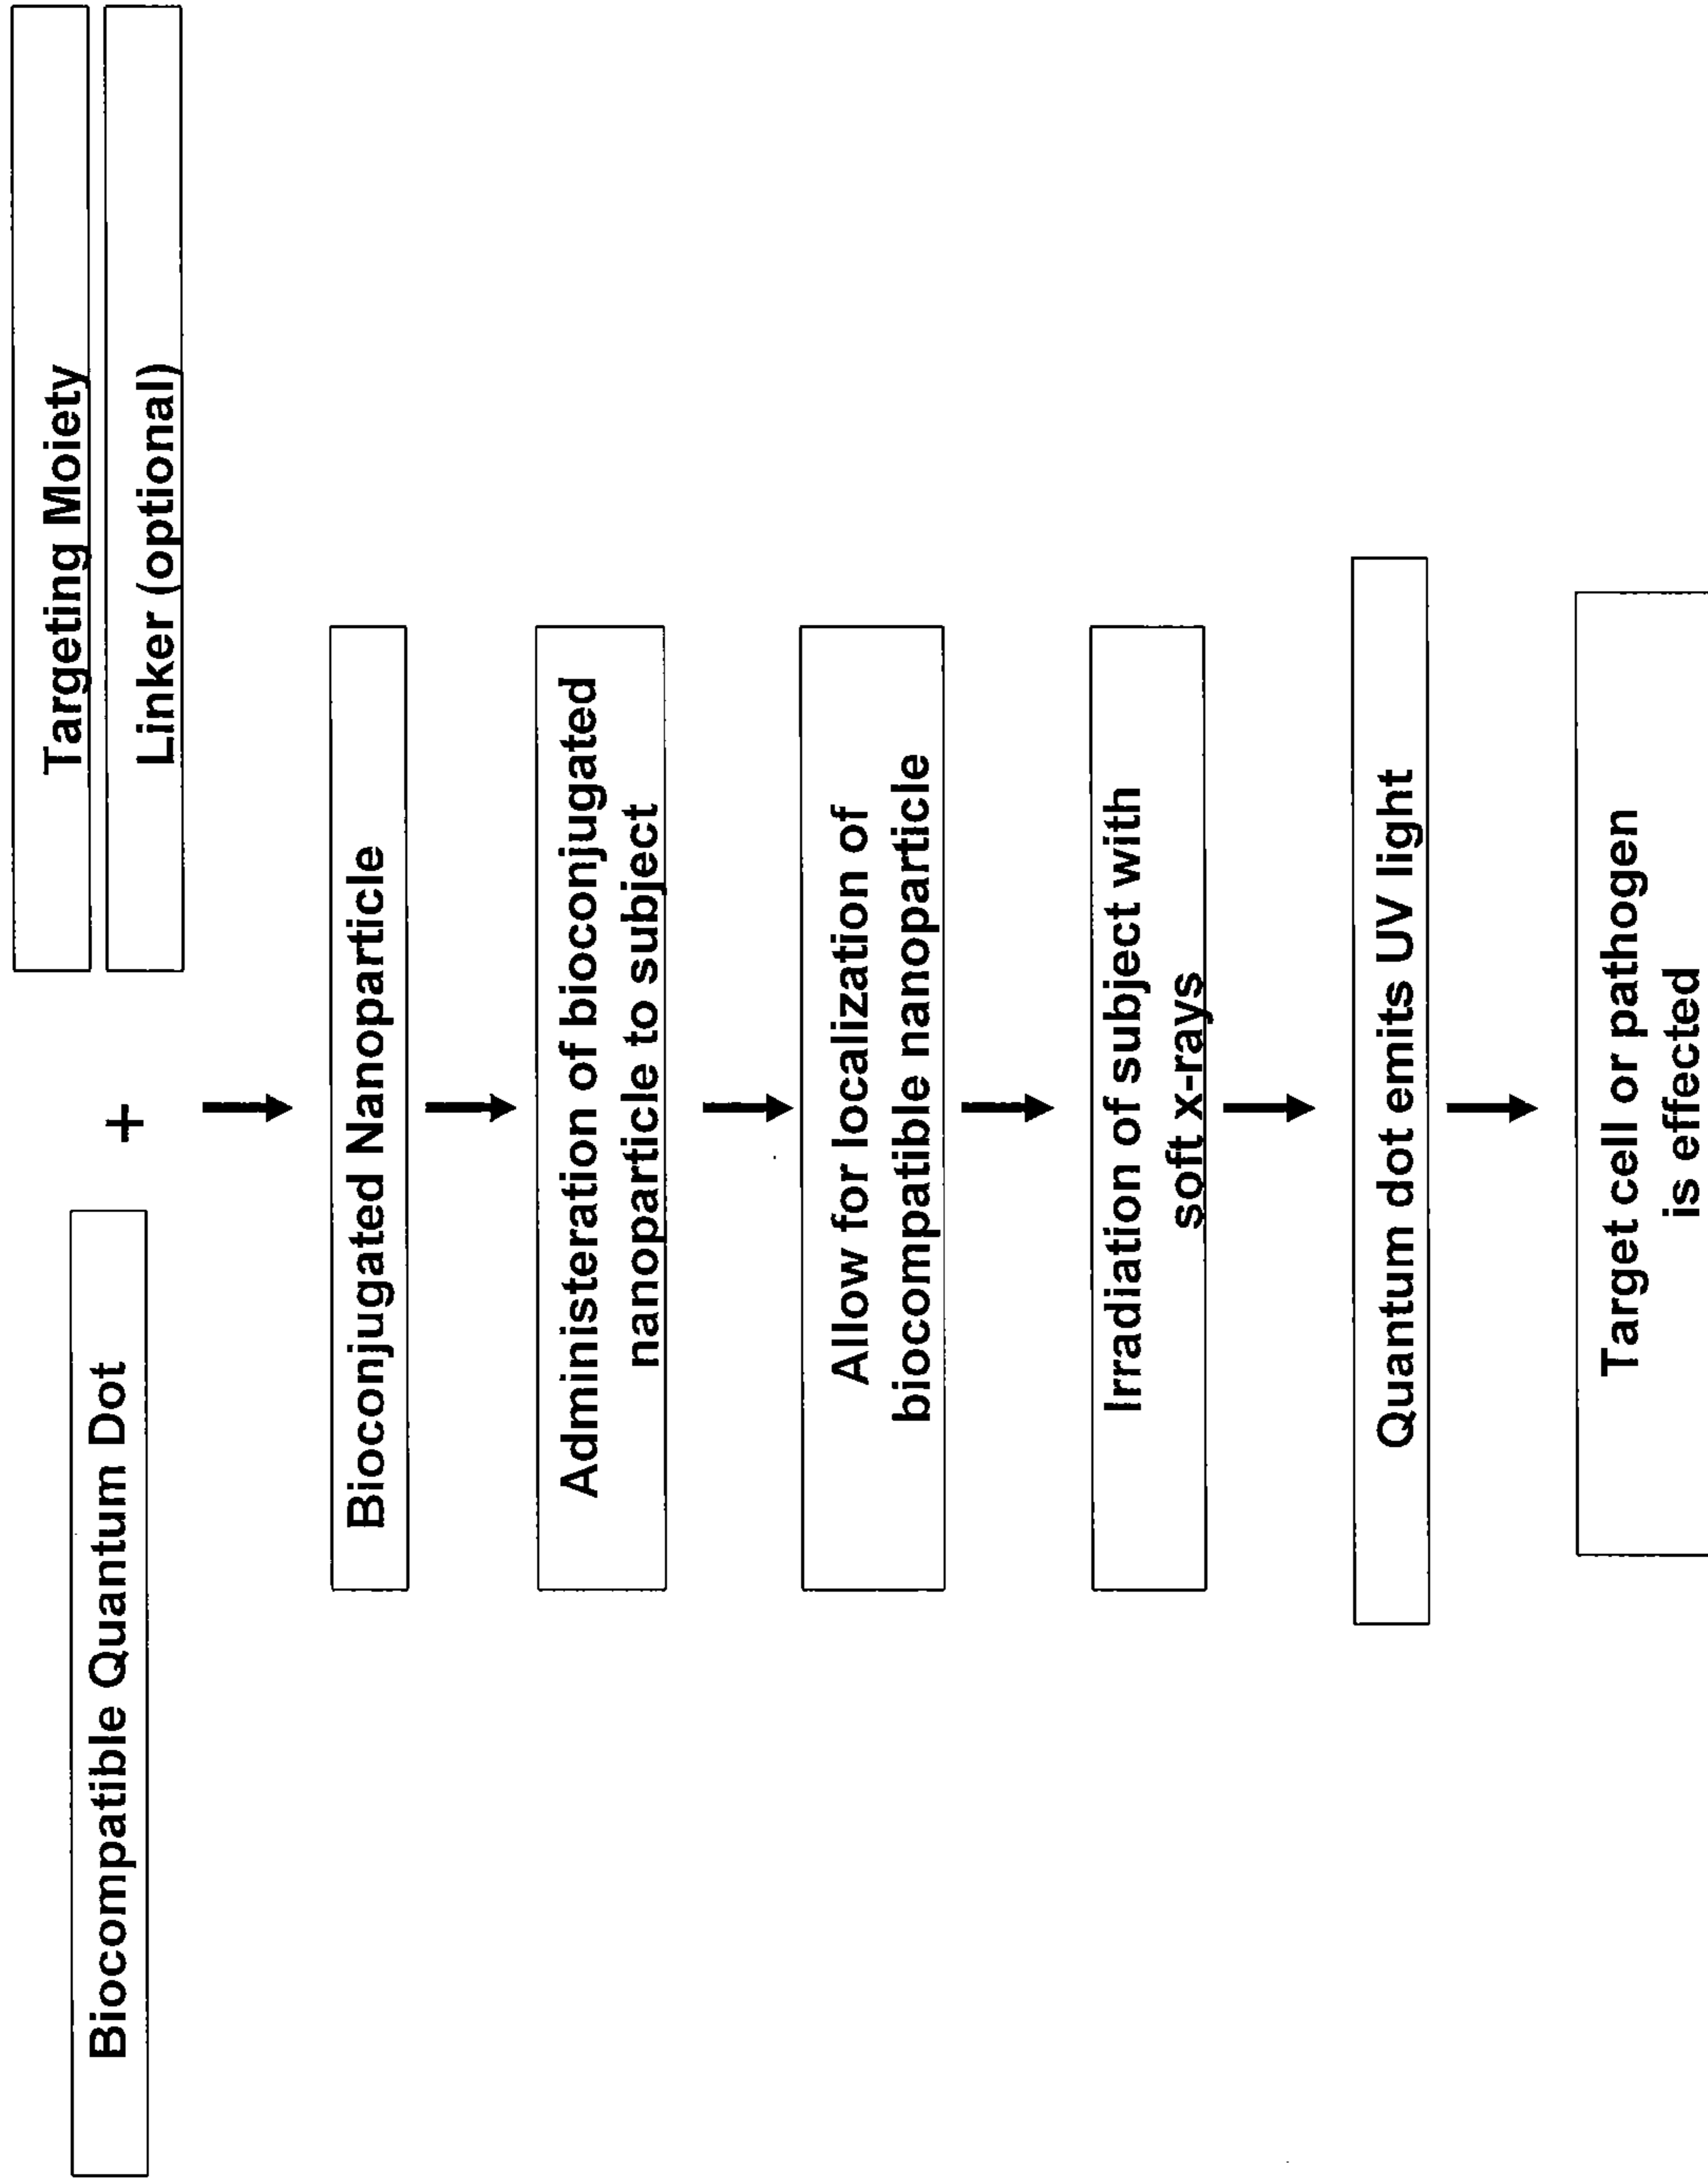 Biocompatible Quantum Dot
+
Targeting Moiety
Linker (optional)
Bioconjugated Nanoparticle
Administeration of bioconjugated
nanoparticle to subject
Allow for localization of
biocompatible nanoparticle
Irradiation of subject with
soft x-rays
Quantum dot emits UV light
Target cell or pathogen
is effected